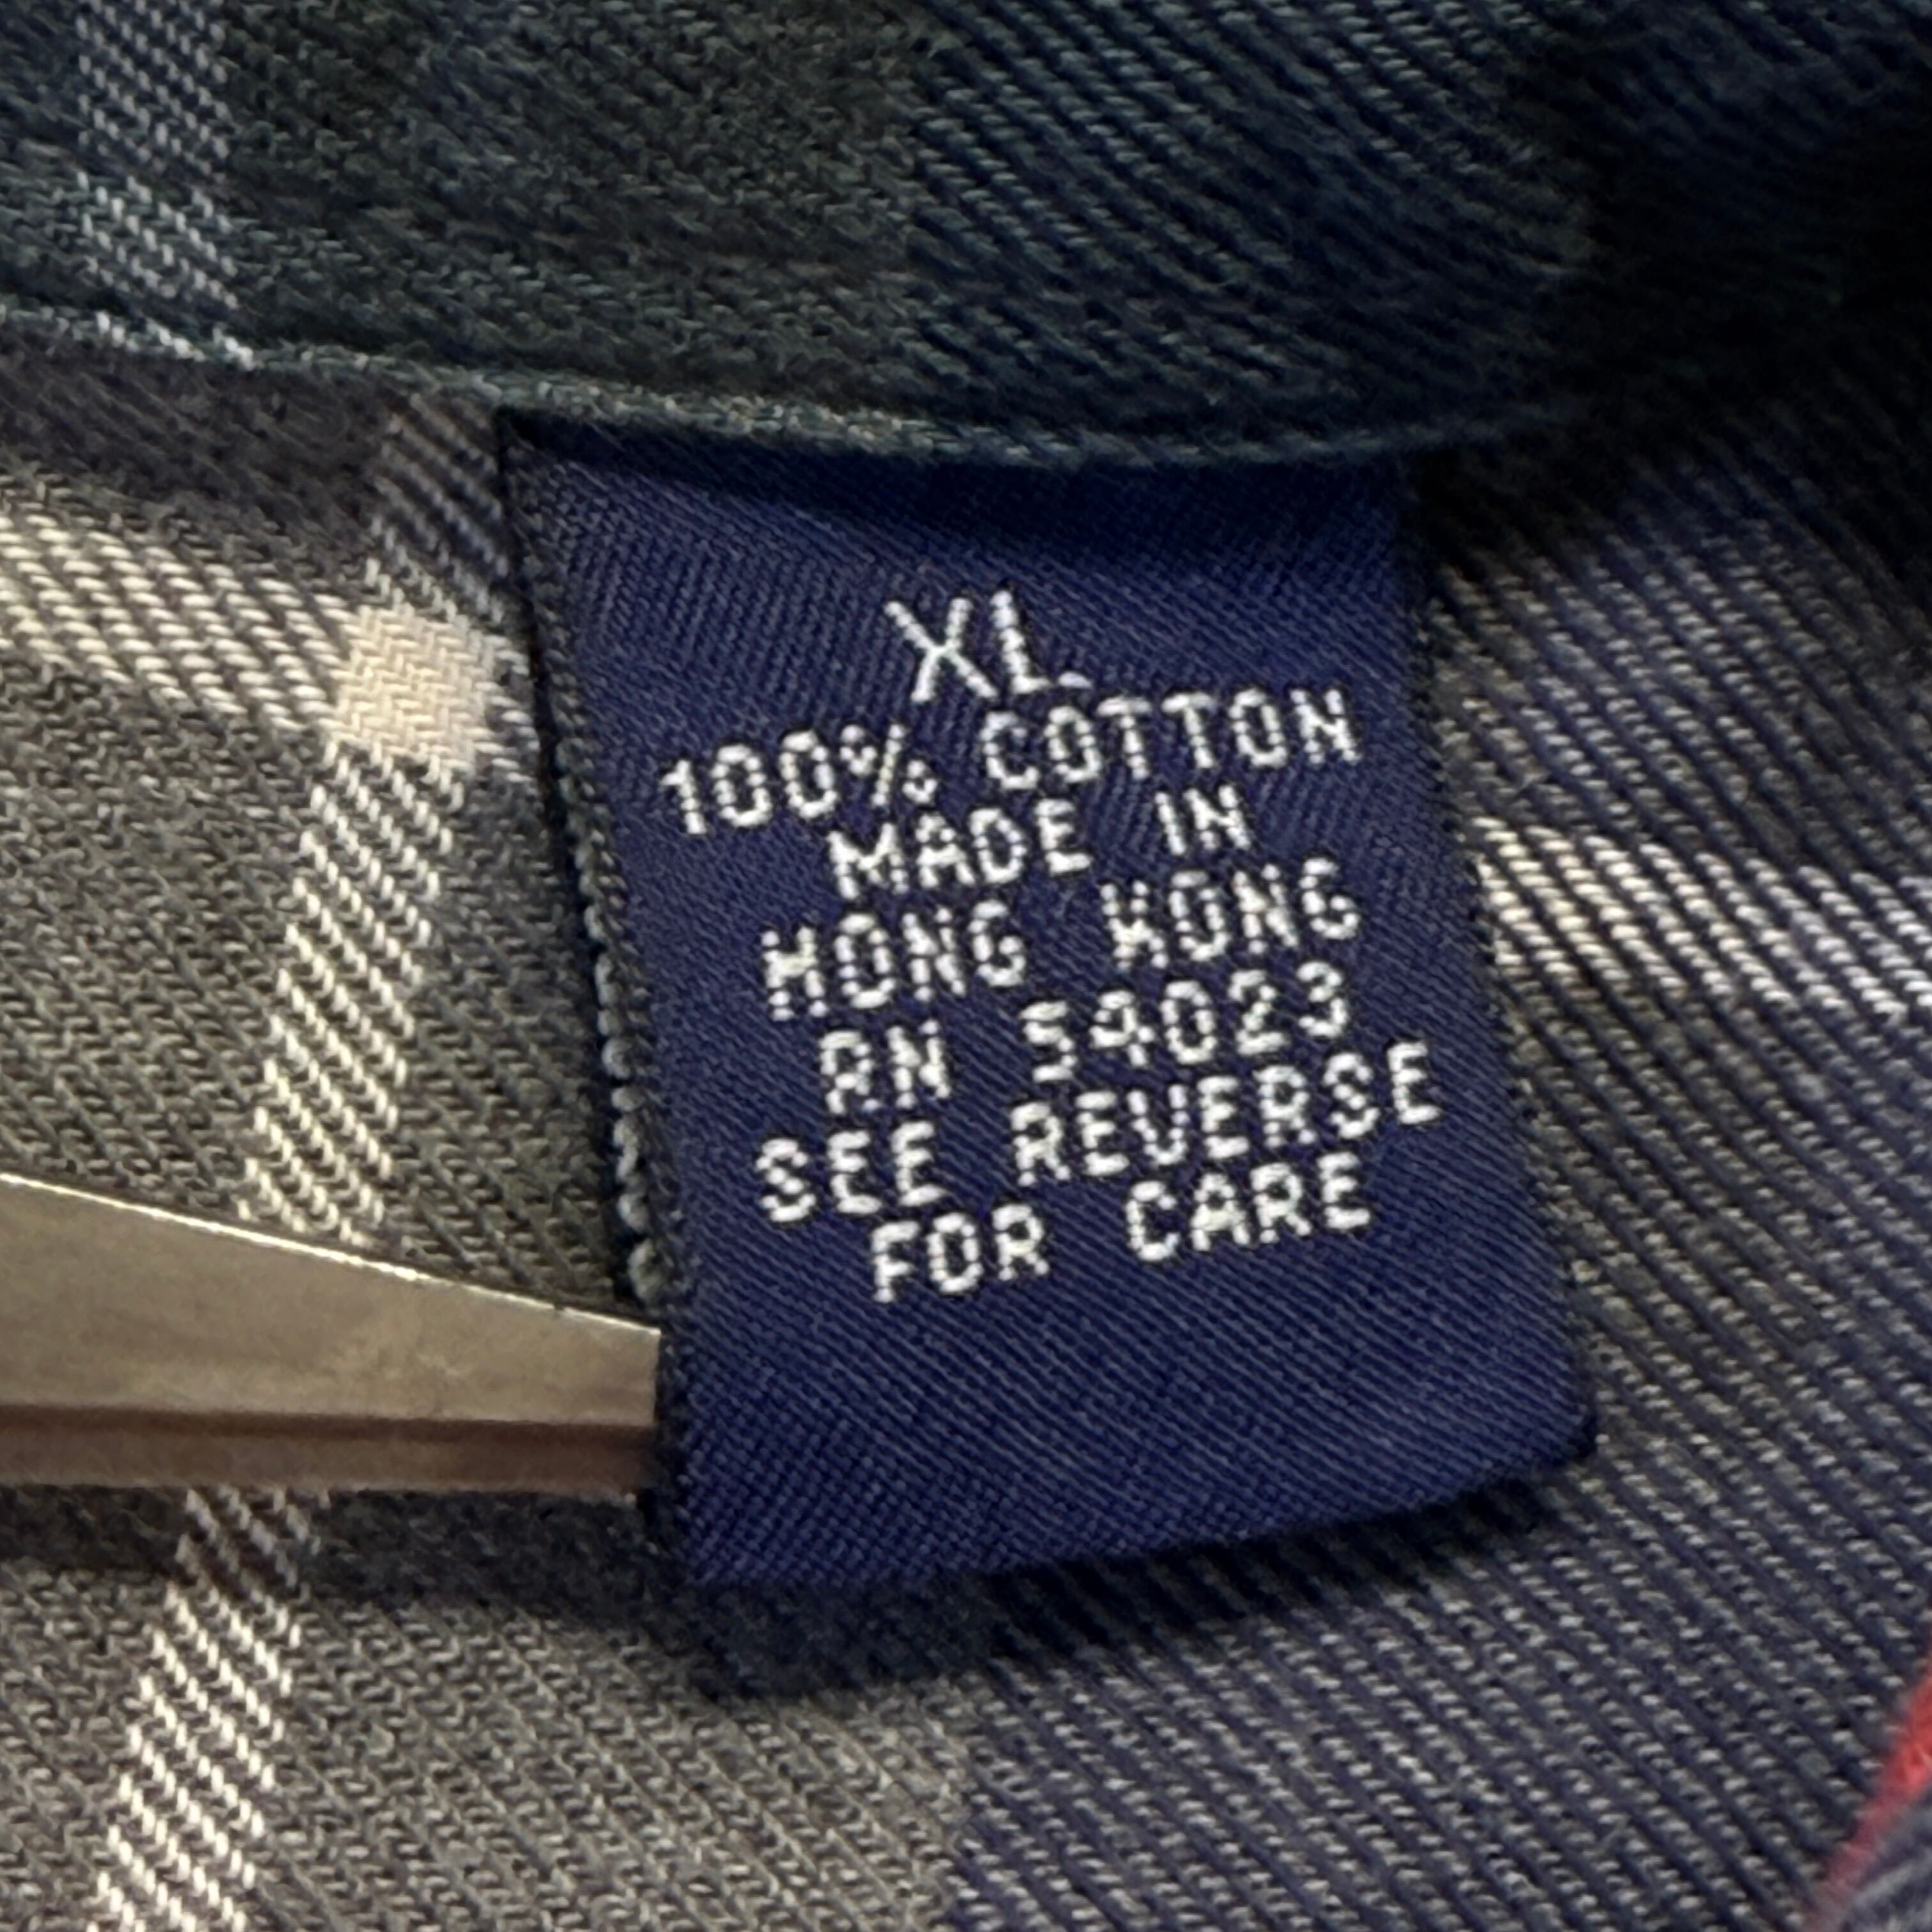 XL
100% COTTON
MADE IN
HONG KONG
RN 54023
SEE REVERSE
FOR CARE